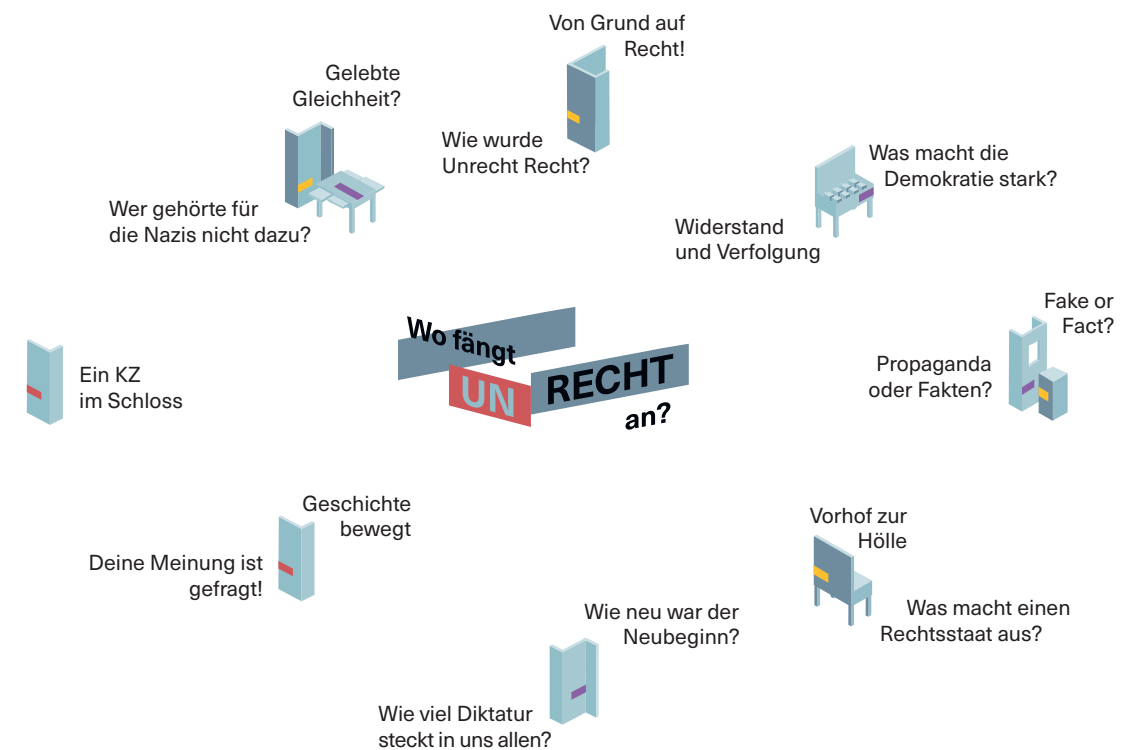 Von Grund auf
Recht!
Gelebte
Gleichheit?
Wie wurde
Unrecht Recht?
Was macht die
Demokratie stark?
Wer gehörte für
die Nazis nicht dazu?
Widerstand
und Verfolgung
Fake or
Fact?
Wo fängt
UN RECHT
an?
Propaganda
oder Fakten?
Ein KZ
im Schloss
Geschichte
bewegt
Vorhof zur
Hölle
Deine Meinung ist
gefragt!
Wie neu war der
Neubeginn?
Was macht einen
Rechtsstaat aus?
Wie viel Diktatur
steckt in uns allen?